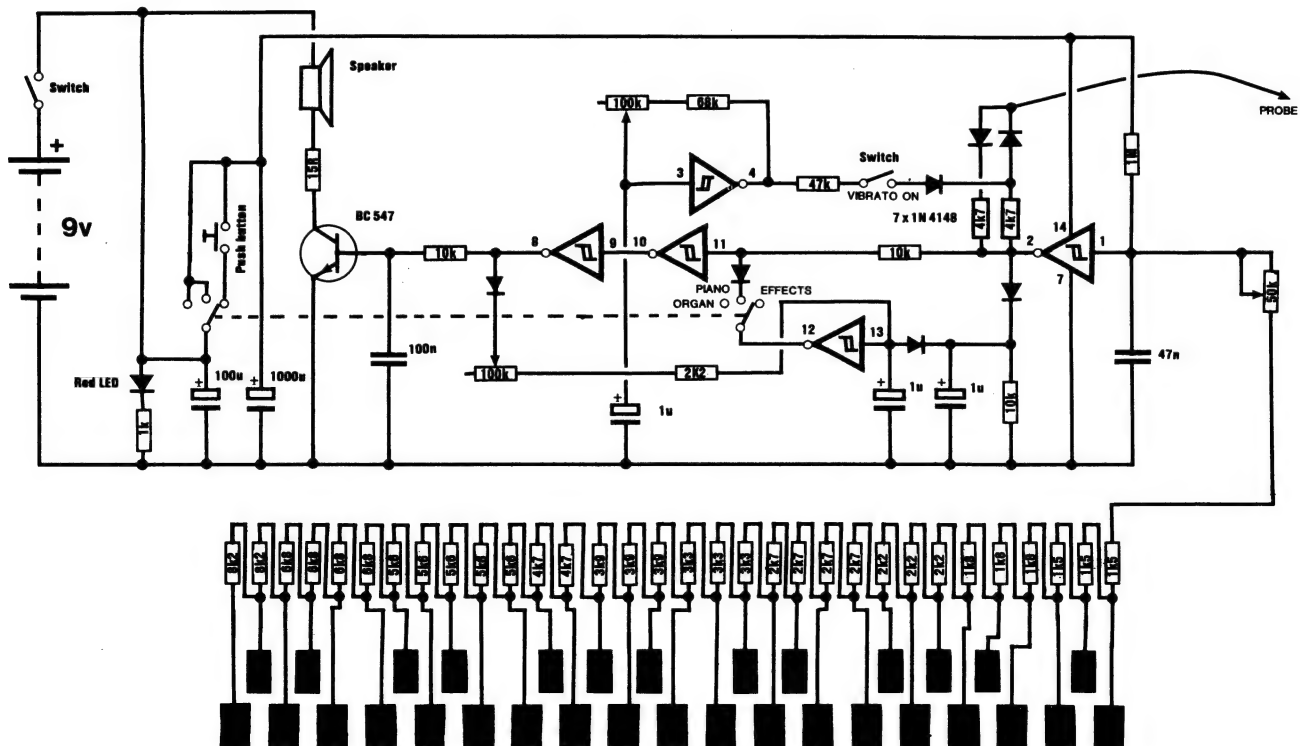 Switch
+
9v
Speaker
15R
BC 547
Push button
Red LED
1k
+
100u
+
1000u
100n
10k
8
9
10
11
100k
68k
3
4
47k
Switch
VIBRATO ON
7 x 1N 4148
4k7
4k7
PROBE
1M
14
2
1
7
10k
PIANO
ORGAN
EFFECTS
12
13
100k
2K2
+
1u
+
1u
+
1u
10k
47n
50k
8k2
8k2
6k8
6k8
6k8
6k8
5k6
5k6
5k6
5k6
5k6
4k7
4k7
3k9
3k9
3k9
3k3
3k3
3k3
2k7
2k7
2k7
2k7
2k2
2k2
2k2
1k8
1k8
1k8
1k5
1k5
1k5